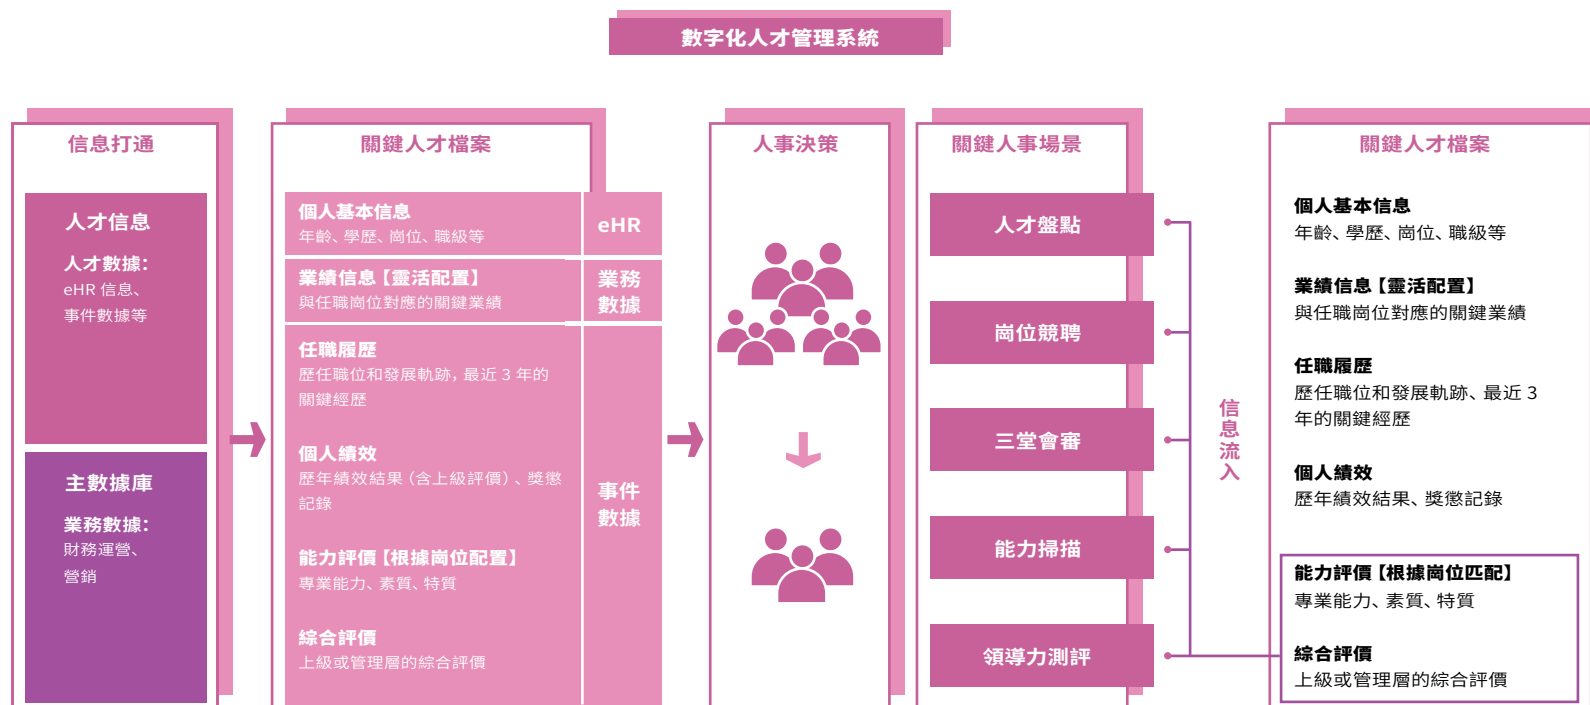 數字化人才管理系統
信息打通
人才信息
人才數據：
eHR 信息、
事件數據等
主數據庫
業務數據：
財務運營、
營銷
關鍵人才檔案
個人基本信息
年齡、學歷、崗位、職級等
eHR
業績信息【靈活配置】
與任職崗位對應的關鍵業績
業務
數據
任職履歷
歷任職位和發展軌跡，最近 3 年的
關鍵經歷
個人績效
歷年績效結果（含上級評價）、獎懲
記錄
能力評價【根據崗位配置】
專業能力、素質、特質
綜合評價
上級或管理層的綜合評價
事件
數據
人事決策
關鍵人事場景
人才盤點
崗位競聘
三堂會審
能力掃描
領導力測評
信息流入
關鍵人才檔案
個人基本信息
年齡、學歷、崗位、職級等
業績信息【靈活配置】
與任職崗位對應的關鍵業績
任職履歷
歷任職位和發展軌跡、最近 3
年的關鍵經歷
個人績效
歷年績效結果、獎懲記錄
能力評價【根據崗位匹配】
專業能力、素質、特質
綜合評價
上級或管理層的綜合評價